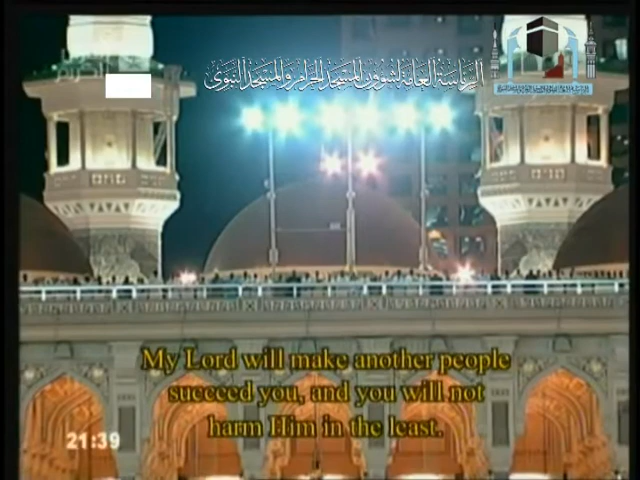 الرئاسة العامة لشؤون المسجد الحرام والمسجد النبوي
My Lord will make another people
succeed you, and you will not
harm Him in the least.
21:39